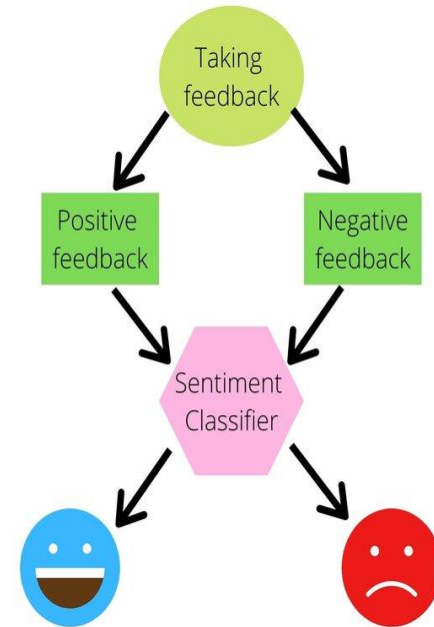 Taking
feedback
Positive
feedback
Negative
feedback
Sentiment
Classifier